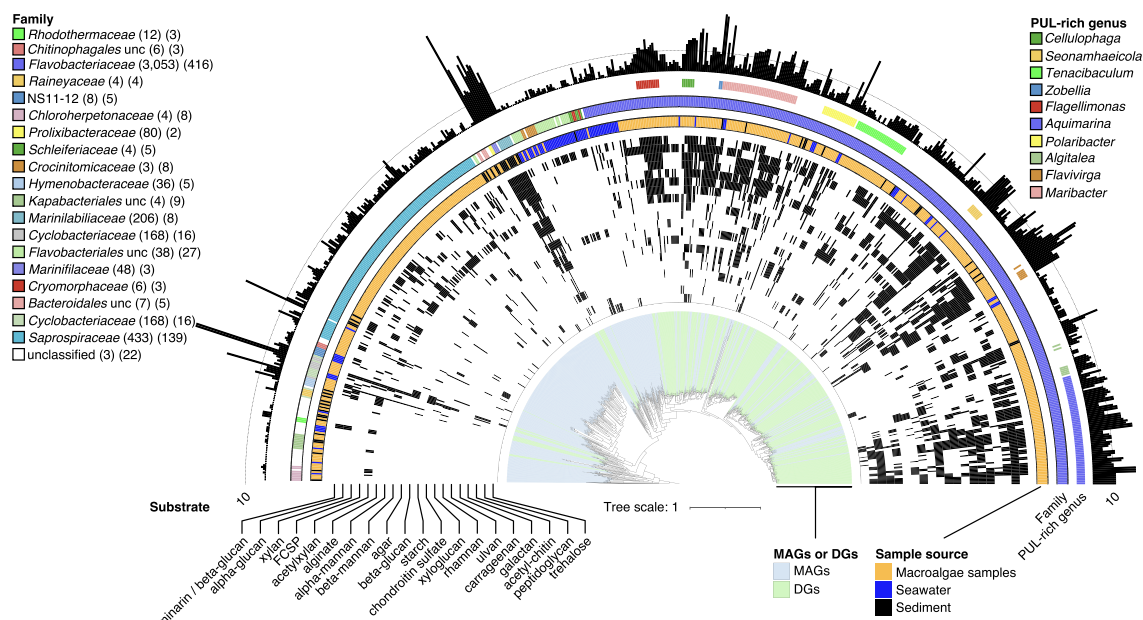 Family
Rhodothermaceae (12) (3)
Chitinophagales unc (6) (3)
Flavobacteriaceae (3,053) (416)
Raineyaceae (4) (4)
NS11-12 (8) (5)
Chloroherpetonaceae (4) (8)
Prolixibacteraceae (80) (2)
Schleiferiaceae (4) (5)
Crocinitomicaceae (3) (8)
Hymenobacteraceae (36) (5)
Kapabacteriales unc (4) (9)
Marinilabiliaceae (206) (8)
Cyclobacteriaceae (168) (16)
Flavobacteriales unc (38) (27)
Marinifilaceae (48) (3)
Cryomorphaceae (6) (3)
Bacteroidales unc (7) (5)
Cyclobacteriaceae (168) (16)
Saprospiraceae (433) (139)
unclassified (3) (22)
PUL-rich genus
Cellulophaga
Seonamhaeicola
Tenacibaculum
Zobellia
Flagellimonas
Aquimarina
Polaribacter
Algitalea
Flavivirga
Maribacter
10
Substrate
Tree scale: 1
Family
PUL-rich genus
10
ninarin / beta-glucan
alpha-glucan
xylan
FCSP
acetylxylan
alginate
alpha-mannan
beta-mannan
agar
beta-glucan
starch
chondroitin sulfate
xyloglucan
rhamnan
ulvan
carrageenan
galactan
acetyl-chitin
peptidoglycan
trehalose
MAGs or DGs
MAGs
DGs
Sample source
Macroalgae samples
Seawater
Sediment